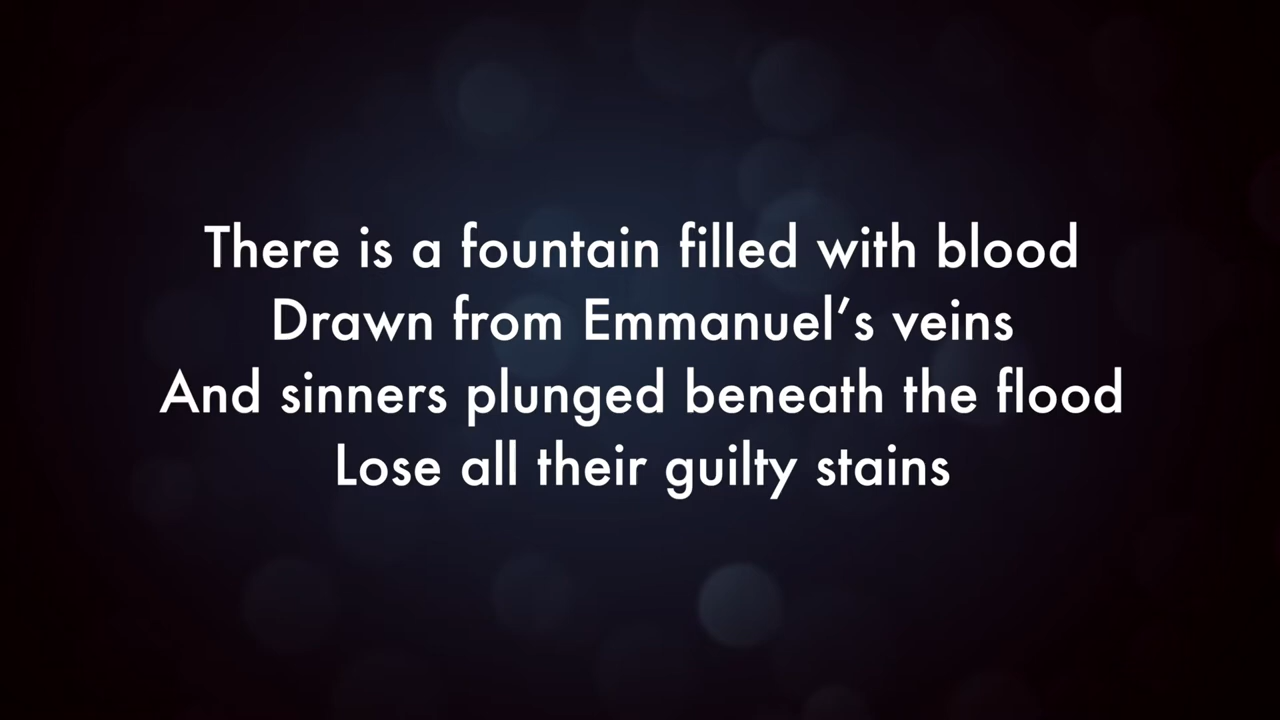 There is a fountain filled with blood
Drawn from Emmanuel’s veins
And sinners plunged beneath the flood
Lose all their guilty stains